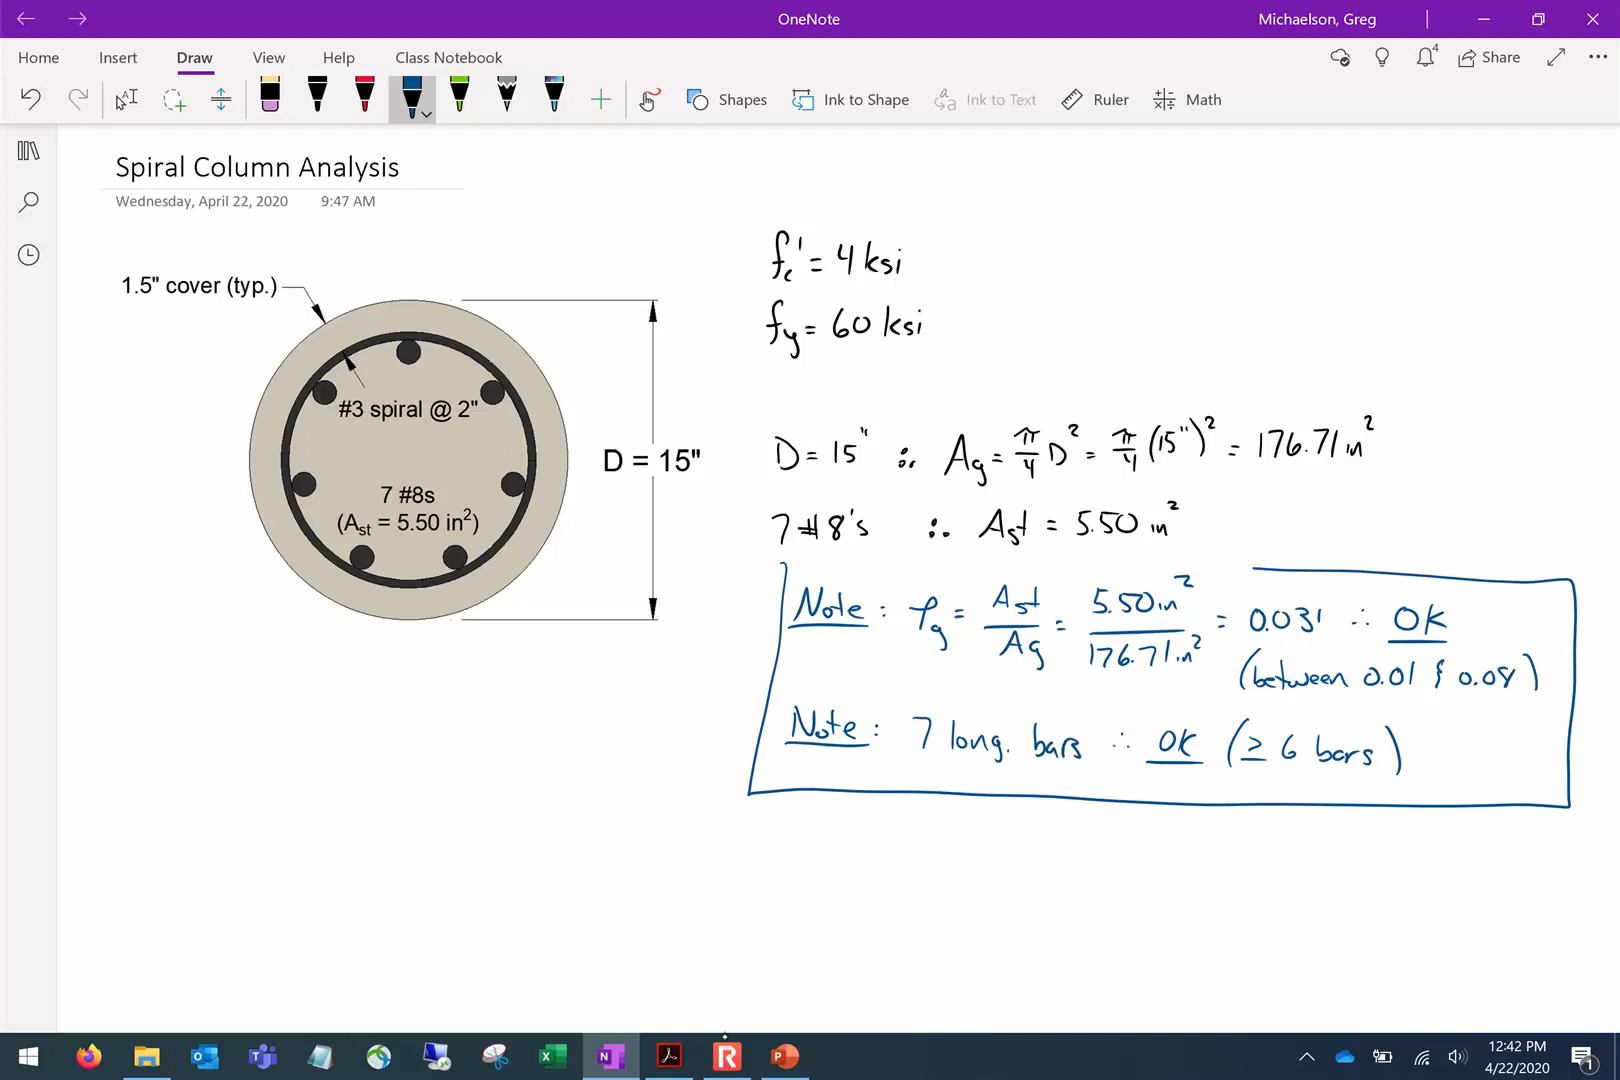 OneNote
Michaelson, Greg
Home Insert Draw View Help Class Notebook
4
Share
Shapes Ink to Shape Ink to Text Ruler Math
Spiral Column Analysis
Wednesday, April 22, 2020 9:47 AM
1.5" cover (typ.)
#3 spiral @ 2"
7 #8s
(Ast = 5.50 in²)
D = 15"
fc' = 4 ksi
fy = 60 ksi
D = 15" ∴ Ag = π/4 D² = π/4 (15")² = 176.71 in²
7 #8's ∴ Ast = 5.50 in²
Note: ρg = Ast/Ag = 5.50 in²/176.71 in² = 0.031 ∴ OK
(between 0.01 & 0.08)
Note: 7 long. bars ∴ OK (≥ 6 bars)
12:42 PM
4/22/2020
1